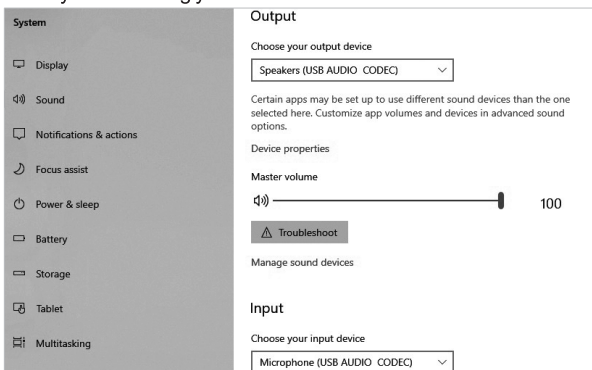 System
Display
Sound
Notifications & actions
Focus assist
Power & sleep
Battery
Storage
Tablet
Multitasking
Output
Choose your output device
Speakers (USB AUDIO CODEC)
Certain apps may be set up to use different sound devices than the one
selected here. Customize app volumes and devices in advanced sound
options.
Device properties
Master volume
100
Troubleshoot
Manage sound devices
Input
Choose your input device
Microphone (USB AUDIO CODEC)